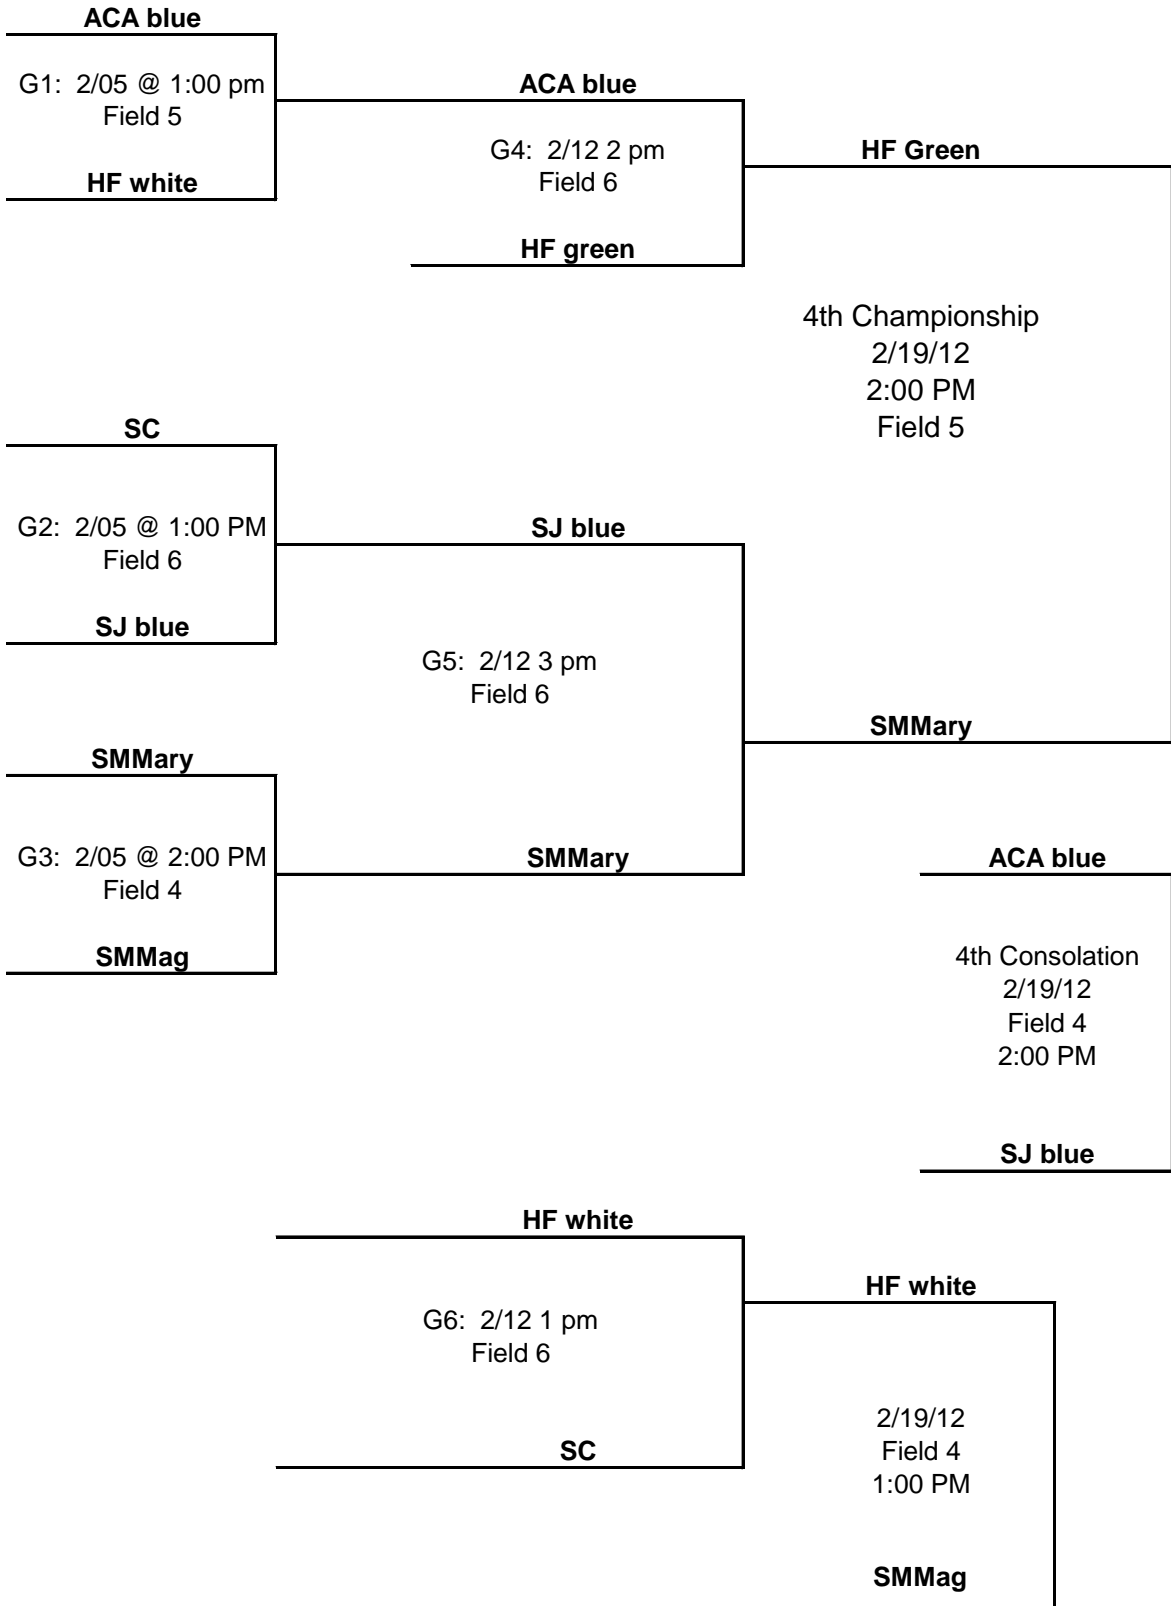 ACA blue
G1:  2/05 @ 1:00 pm
Field 5
HF white
ACA blue
G4:  2/12 2 pm
Field 6
HF green
HF Green
4th Championship
2/19/12
2:00 PM
Field 5
SC
G2:  2/05 @ 1:00 PM
Field 6
SJ blue
SJ blue
G5:  2/12 3 pm
Field 6
SMMary
SMMary
G3:  2/05 @ 2:00 PM
Field 4
SMMag
SMMary
ACA blue
4th Consolation
2/19/12
Field 4
2:00 PM
SJ blue
HF white
G6:  2/12 1 pm
Field 6
SC
HF white
2/19/12
Field 4
1:00 PM
SMMag